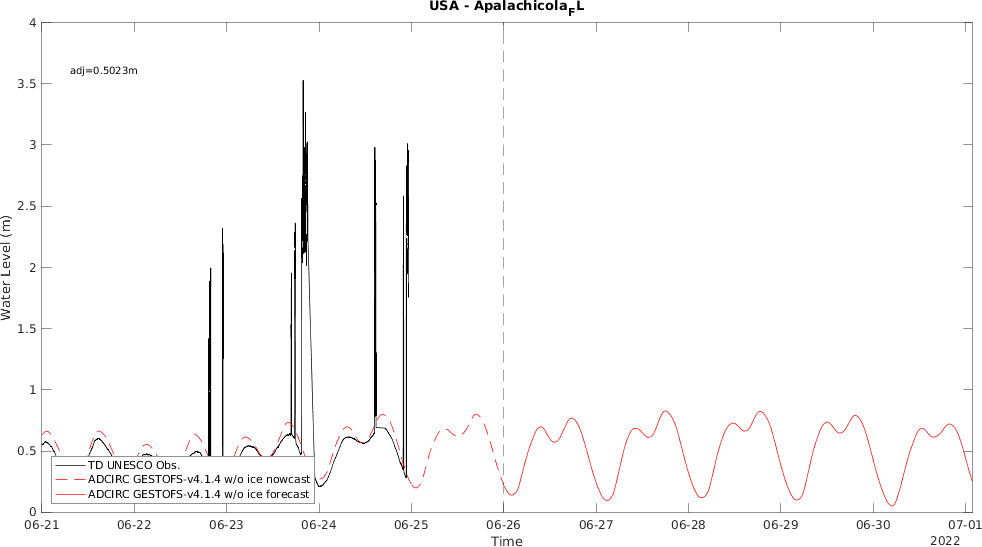 USA - Apalachicola_FL
adj=0.5023m
Water Level (m)
4
3.5
3
2.5
2
1.5
1
0.5
0
TD UNESCO Obs.
ADCIRC GESTOFS-v4.1.4 w/o ice nowcast
ADCIRC GESTOFS-v4.1.4 w/o ice forecast
06-21 06-22 06-23 06-24 06-25 06-26 06-27 06-28 06-29 06-30 07-01
Time
2022